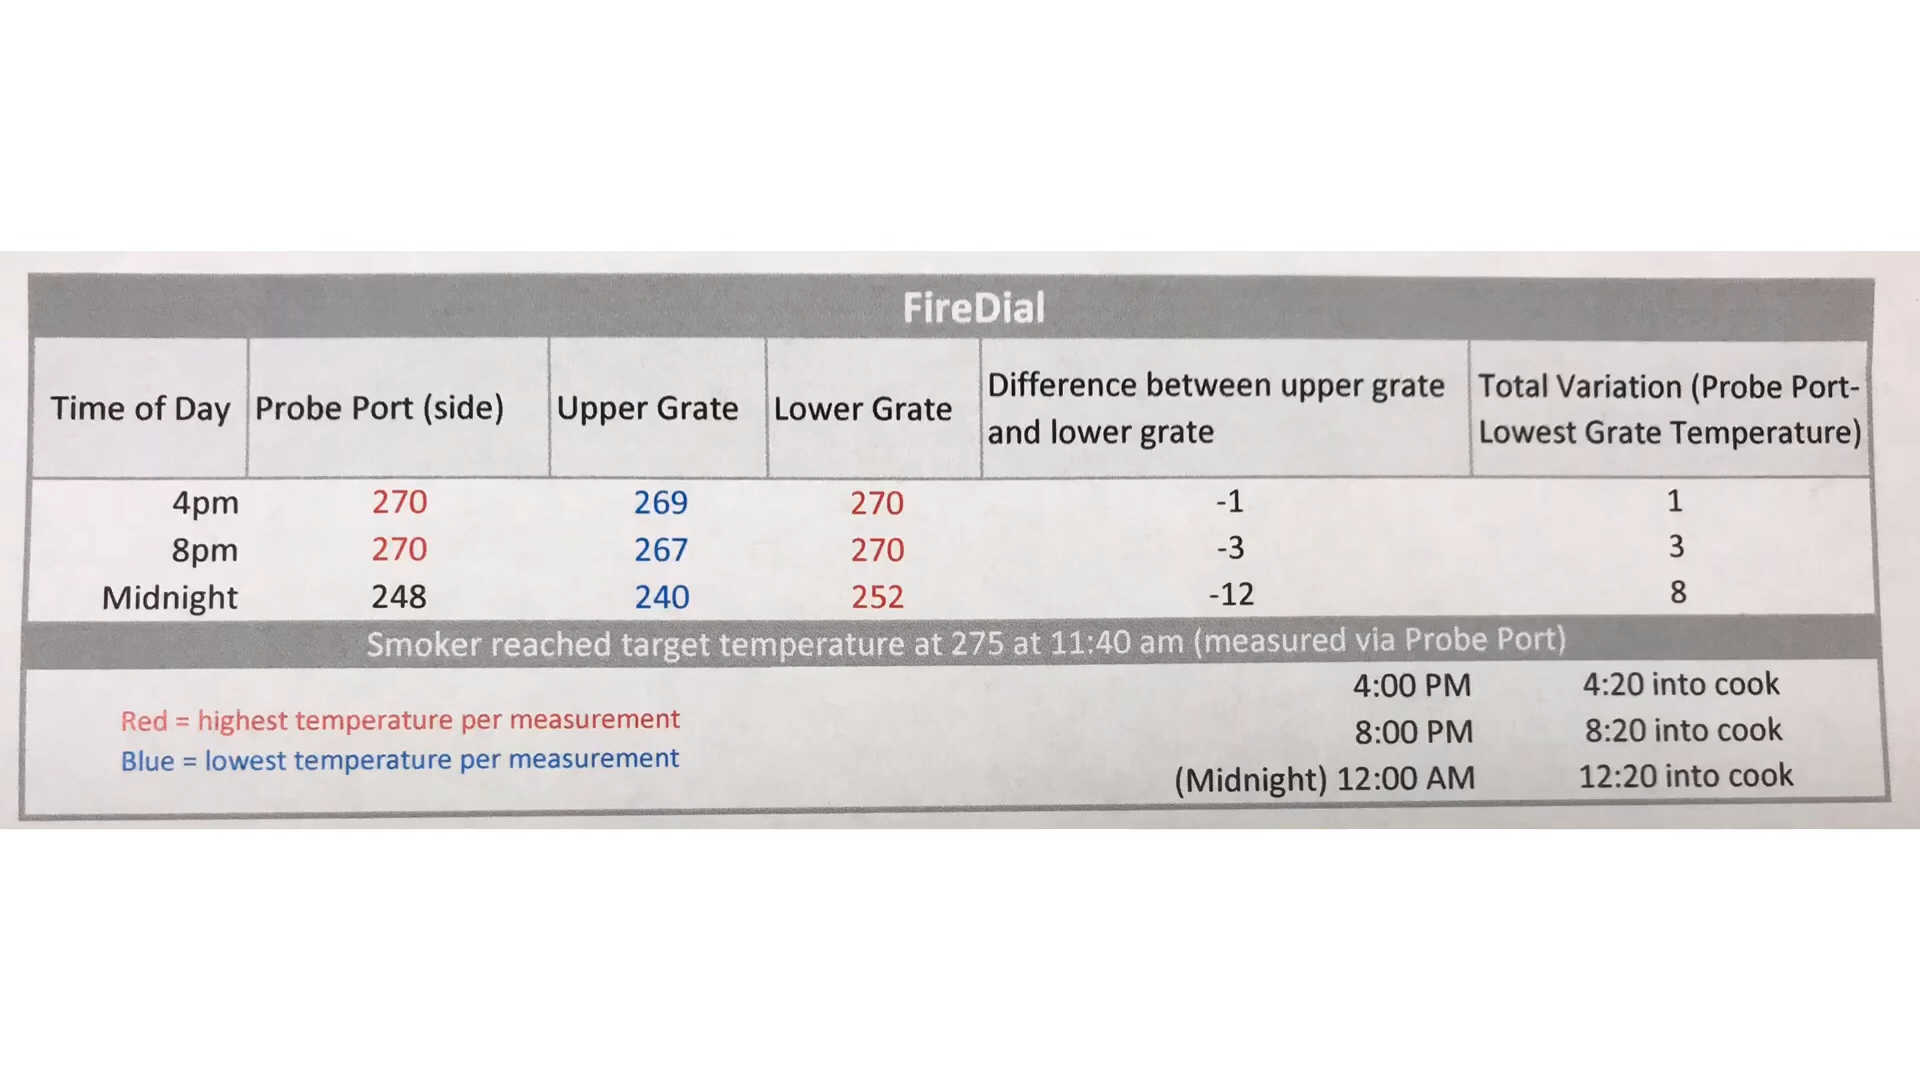 FireDial
Time of Day Probe Port (side) Upper Grate Lower Grate Difference between upper grate and lower grate Total Variation (Probe Port-Lowest Grate Temperature)
4pm 270 269 270 -1 1
8pm 270 267 270 -3 3
Midnight 248 240 252 -12 8
Smoker reached target temperature at 275 at 11:40 am (measured via Probe Port)
Red = highest temperature per measurement
Blue = lowest temperature per measurement
4:00 PM 4:20 into cook
8:00 PM 8:20 into cook
(Midnight) 12:00 AM 12:20 into cook